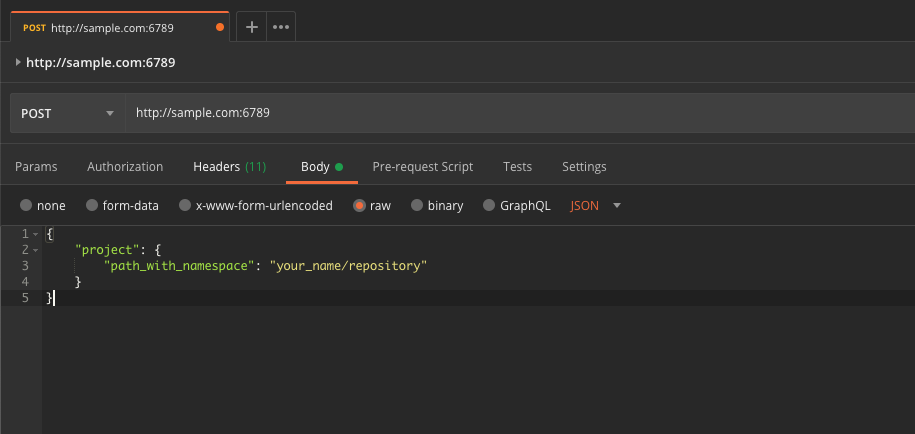 POST http://sample.com:6789
http://sample.com:6789
POST http://sample.com:6789
Params Authorization Headers (11) Body Pre-request Script Tests Settings
none form-data x-www-form-urlencoded raw binary GraphQL JSON
1 {
2 "project": {
3 "path_with_namespace": "your_name/repository"
4 }
5 }